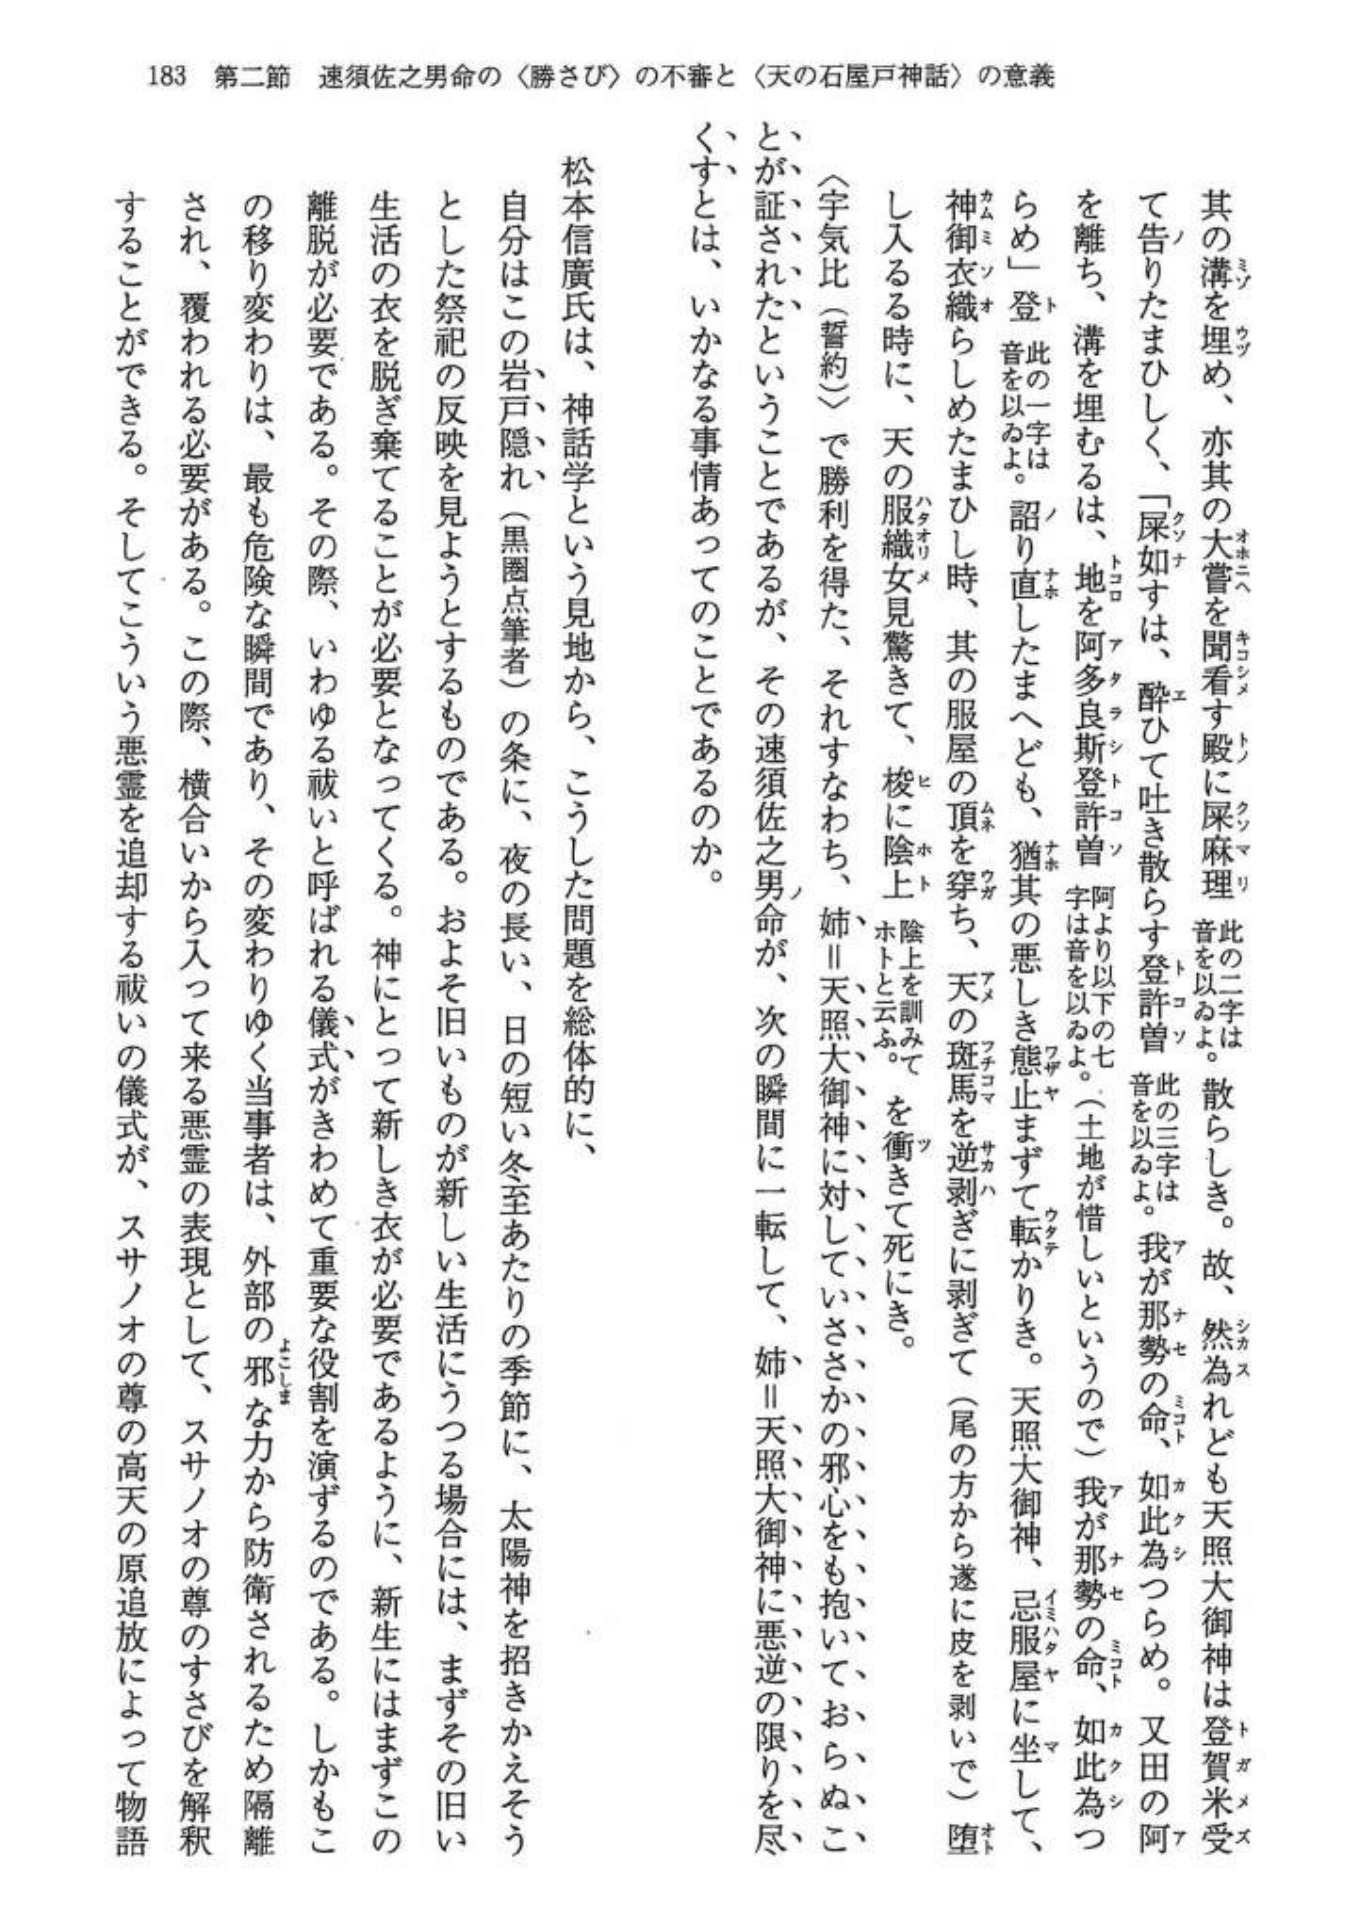 183　第二節　速須佐之男命の〈勝さび〉の不審と〈天の石屋戸神話〉の意義
其の溝を埋め、亦其の大嘗を聞看す殿に屎麻理此の二字は音を以ゐよ。散らしき。故、然為れども天照大御神は登賀米受
て告りたまひしく、「屎如すは、酔ひて吐き散らす登許曽此の三字は音を以ゐよ。我が那勢の命、如此為つらめ。又田の阿
を離ち、溝を埋むるは、地を阿多良斯登許曽阿より以下の七字は音を以ゐよ。（土地が惜しいというので）我が那勢の命、如此為つ
らめ」登此の一字は音を以ゐよ。詔り直したまへども、猶其の悪しき態止まずて転かりき。天照大御神、忌服屋に坐して、
神御衣織らしめたまひし時、其の服屋の頂を穿ち、天の斑馬を逆剥ぎに剥ぎて（尾の方から遂に皮を剥いで）堕
し入るる時に、天の服織女見驚きて、梭に陰上陰上を訓みてホトと云ふ。を衝きて死にき。
〈宇気比（誓約）〉で勝利を得た、それすなわち、姉＝天照大御神に対していささかの邪心をも抱いておらぬこ
とが証されたということであるが、その速須佐之男命が、次の瞬間に一転して、姉＝天照大御神に悪逆の限りを尽
くすとは、いかなる事情あってのことであるのか。
松本信廣氏は、神話学という見地から、こうした問題を総体的に、
自分はこの岩戸隠れ（黒圏点筆者）の条に、夜の長い、日の短い冬至あたりの季節に、太陽神を招きかえそう
とした祭祀の反映を見ようとするものである。およそ旧いものが新しい生活にうつる場合には、まずその旧い
生活の衣を脱ぎ棄てることが必要となってくる。神にとって新しき衣が必要であるように、新生にはまずこの
離脱が必要である。その際、いわゆる祓いと呼ばれる儀式がきわめて重要な役割を演ずるのである。しかもこ
の移り変わりは、最も危険な瞬間であり、その変わりゆく当事者は、外部の邪な力から防衛されるため隔離
され、覆われる必要がある。この際、横合いから入って来る悪霊の表現として、スサノオの尊のすさびを解釈
することができる。そしてこういう悪霊を追却する祓いの儀式が、スサノオの尊の高天の原追放によって物語